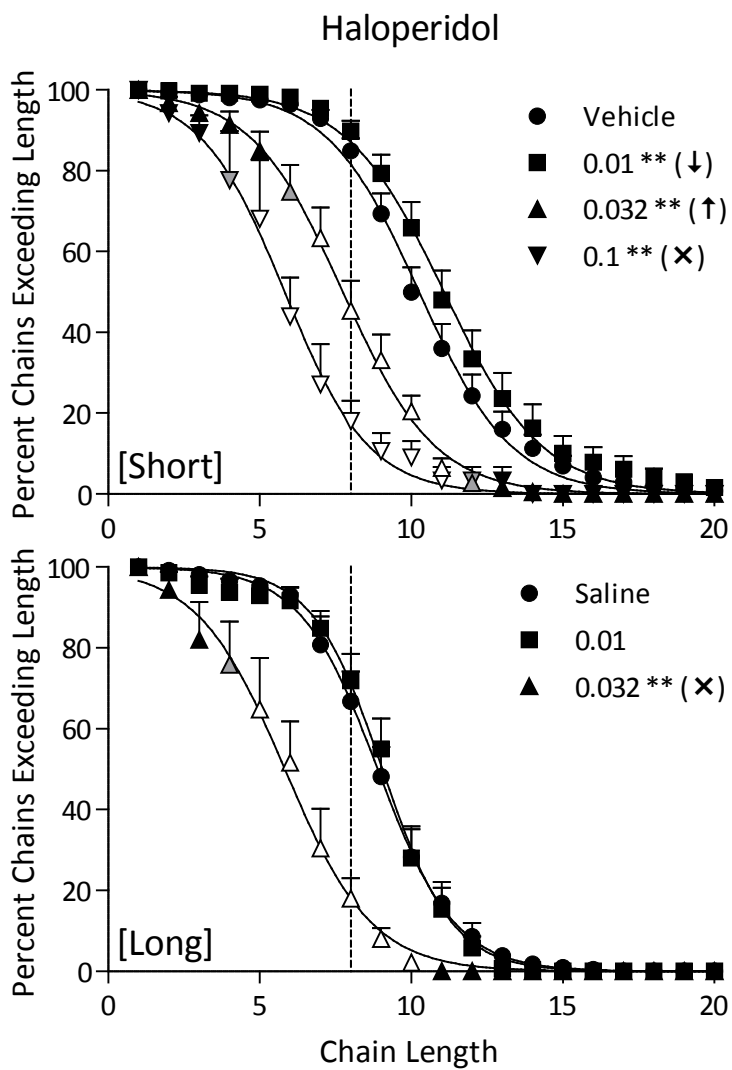 Haloperidol
Percent Chains Exceeding Length
100
80
60
40
20
0
Vehicle
0.01 ** (↓)
0.032 ** (↑)
0.1 ** (×)
[Short]
0 5 10 15 20
Percent Chains Exceeding Length
100
80
60
40
20
0
Saline
0.01
0.032 ** (×)
[Long]
0 5 10 15 20
Chain Length